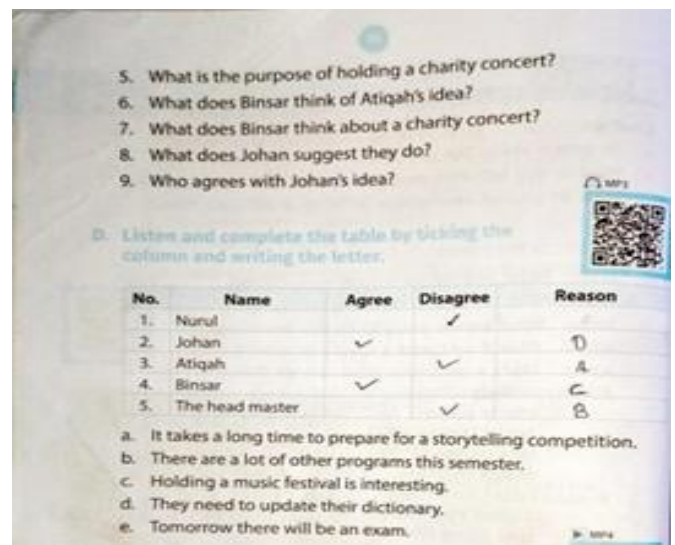 5. What is the purpose of holding a charity concert?
6. What does Binsar think of Atiqah's idea?
7. What does Binsar think about a charity concert?
8. What does Johan suggest they do?
9. Who agrees with Johan's idea?
MP3
D. Listen and complete the table by ticking the
column and writing the letter.
No. Name Agree Disagree Reason
1. Nurul ✓
2. Johan ✓ D
3. Atiqah ✓ A
4. Binsar ✓ C
5. The head master ✓ B
a. It takes a long time to prepare for a storytelling competition.
b. There are a lot of other programs this semester.
c. Holding a music festival is interesting.
d. They need to update their dictionary.
e. Tomorrow there will be an exam.
MP4